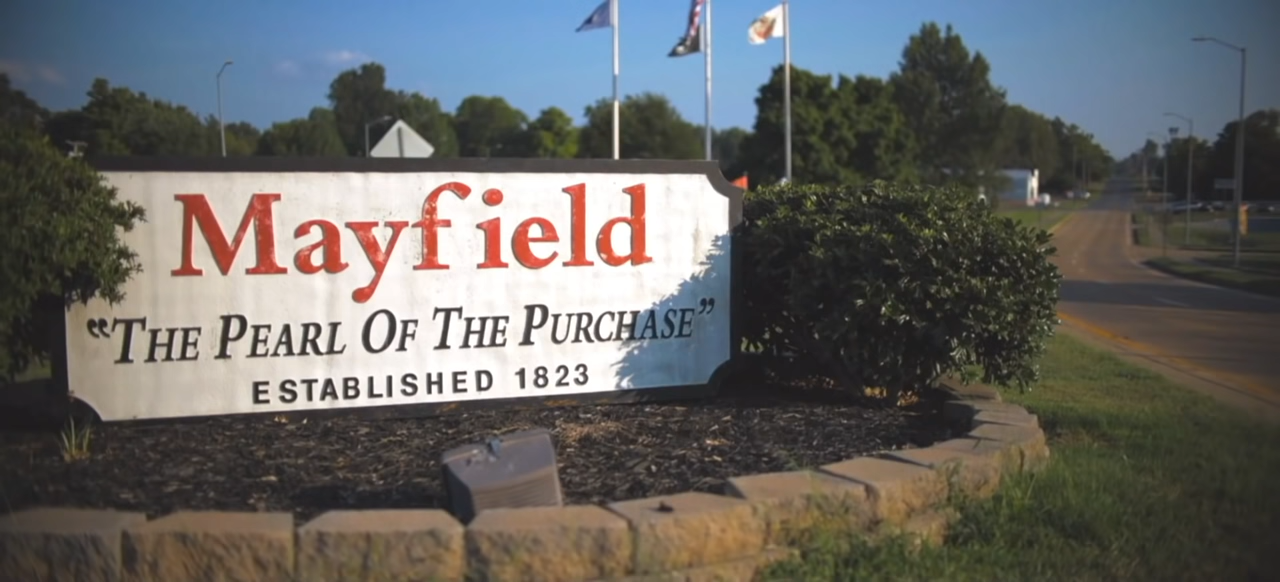 Mayfield
“THE PEARL OF THE PURCHASE”
ESTABLISHED 1823